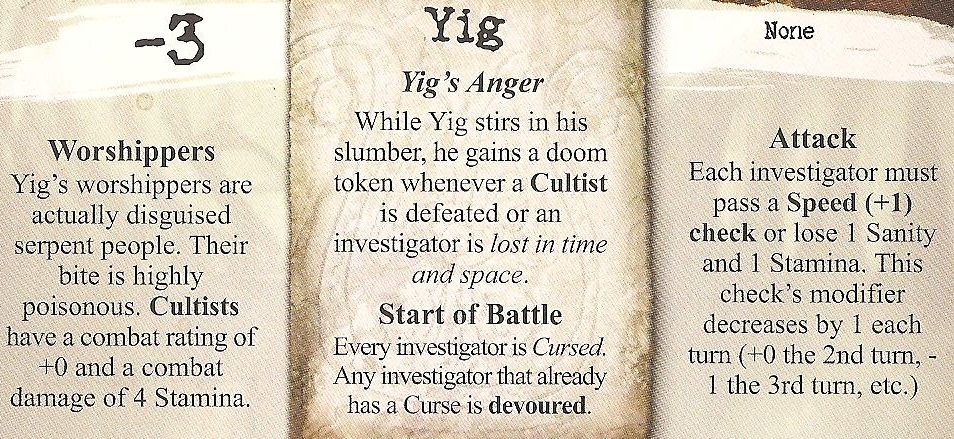 -3
Worshippers
Yig's worshippers are
actually disguised
serpent people. Their
bite is highly
poisonous. Cultists
have a combat rating of
+0 and a combat
damage of 4 Stamina.
Yig
Yig's Anger
While Yig stirs in his
slumber, he gains a doom
token whenever a Cultist
is defeated or an
investigator is lost in time
and space.
Start of Battle
Every investigator is Cursed.
Any investigator that already
has a Curse is devoured.
None
Attack
Each investigator must
pass a Speed (+1)
check or lose 1 Sanity
and 1 Stamina. This
check's modifier
decreases by 1 each
turn (+0 the 2nd turn, -
1 the 3rd turn, etc.)